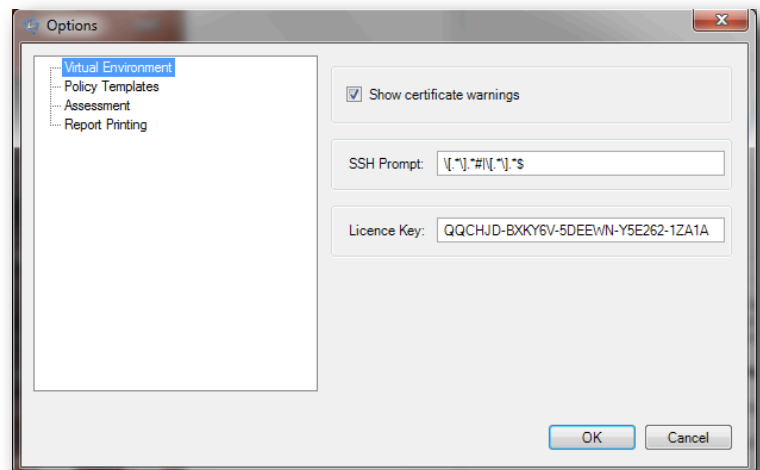 Options
Virtual Environment
Policy Templates
Assessment
Report Printing
Show certificate warnings
SSH Prompt: \[.*\].*#|\[.*\].*$
Licence Key: QQCHJD-BXKY6V-5DEEWN-Y5E262-1ZA1A
OK Cancel